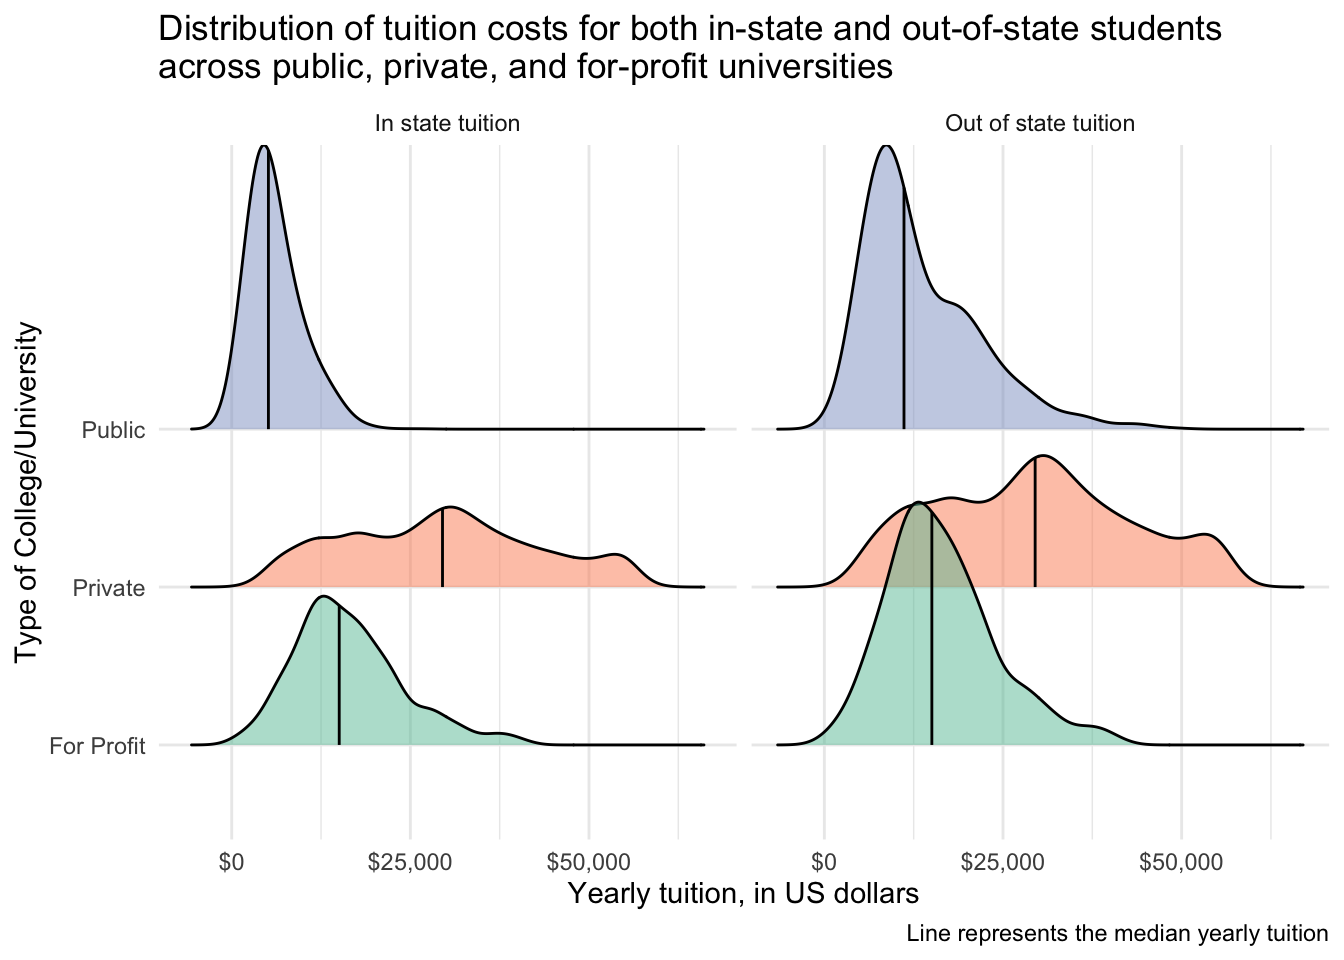 Distribution of tuition costs for both in-state and out-of-state students
across public, private, and for-profit universities
In state tuition
Out of state tuition
Type of College/University
Public
Private
For Profit
$0
$25,000
$50,000
$0
$25,000
$50,000
Yearly tuition, in US dollars
Line represents the median yearly tuition